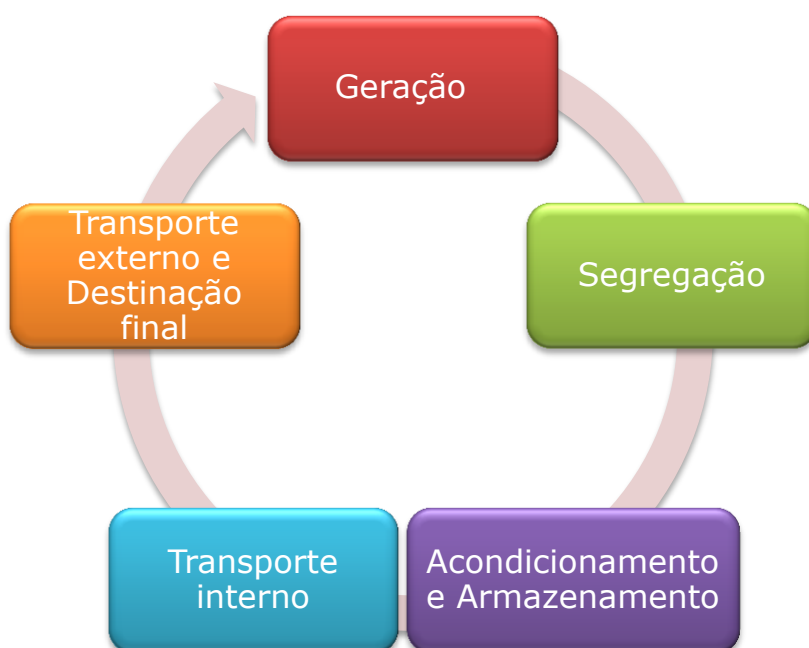 Geração
Segregação
Acondicionamento
e Armazenamento
Transporte
interno
Transporte
externo e
Destinação
final